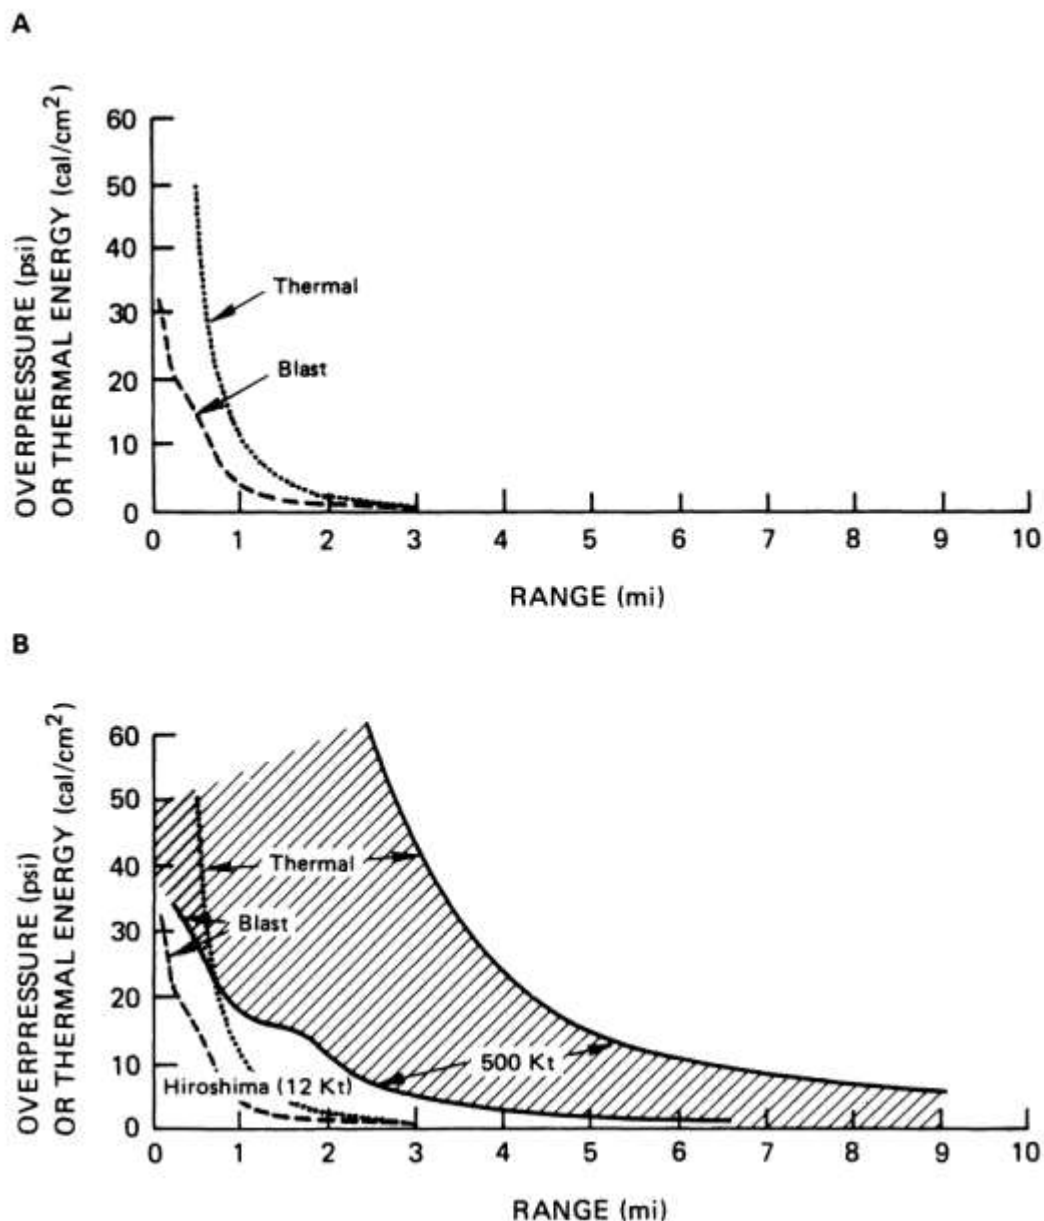 A
OVERPRESSURE (psi)
OR THERMAL ENERGY (cal/cm²)
60
50
40
30
20
10
0
Thermal
Blast
0 1 2 3 4 5 6 7 8 9 10
RANGE (mi)
B
OVERPRESSURE (psi)
OR THERMAL ENERGY (cal/cm²)
60
50
40
30
20
10
0
Thermal
Blast
500 Kt
Hiroshima (12 Kt)
0 1 2 3 4 5 6 7 8 9 10
RANGE (mi)